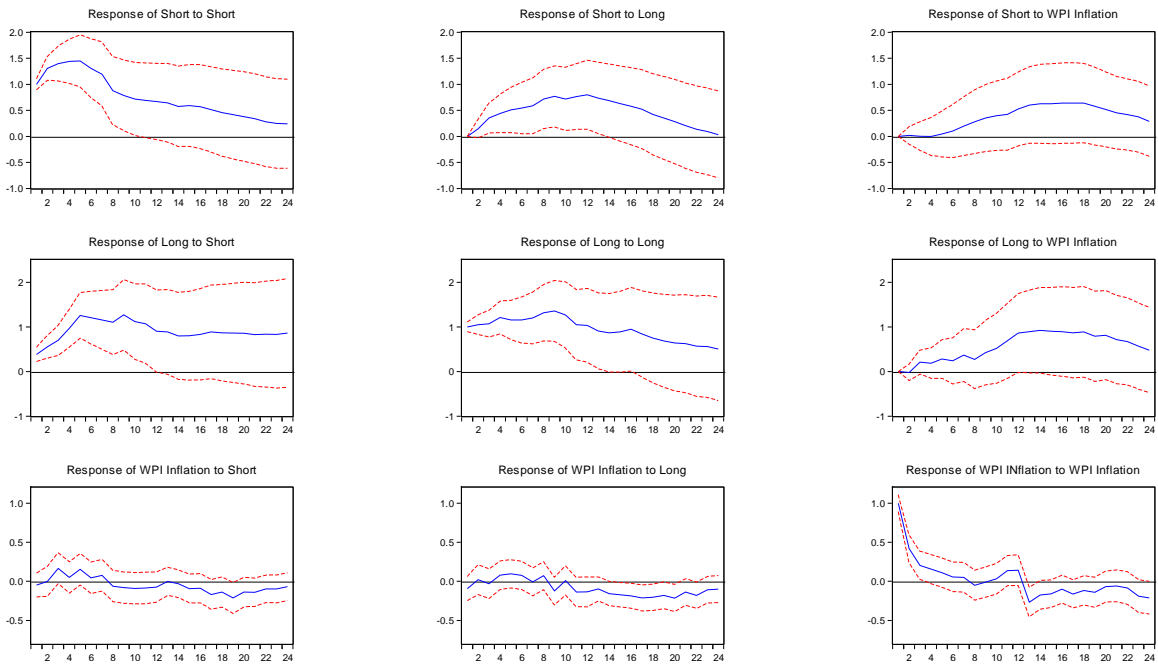 Response of Short to Short
2.0
1.5
1.0
0.5
0.0
-0.5
-1.0
2 4 6 8 10 12 14 16 18 20 22 24
Response of Short to Long
2.0
1.5
1.0
0.5
0.0
-0.5
-1.0
2 4 6 8 10 12 14 16 18 20 22 24
Response of Short to WPI Inflation
2.0
1.5
1.0
0.5
0.0
-0.5
-1.0
2 4 6 8 10 12 14 16 18 20 22 24
Response of Long to Short
2
1
0
-1
2 4 6 8 10 12 14 16 18 20 22 24
Response of Long to Long
2
1
0
-1
2 4 6 8 10 12 14 16 18 20 22 24
Response of Long to WPI Inflation
2
1
0
-1
2 4 6 8 10 12 14 16 18 20 22 24
Response of WPI Inflation to Short
1.0
0.5
0.0
-0.5
2 4 6 8 10 12 14 16 18 20 22 24
Response of WPI Inflation to Long
1.0
0.5
0.0
-0.5
2 4 6 8 10 12 14 16 18 20 22 24
Response of WPI INflation to WPI Inflation
1.0
0.5
0.0
-0.5
2 4 6 8 10 12 14 16 18 20 22 24